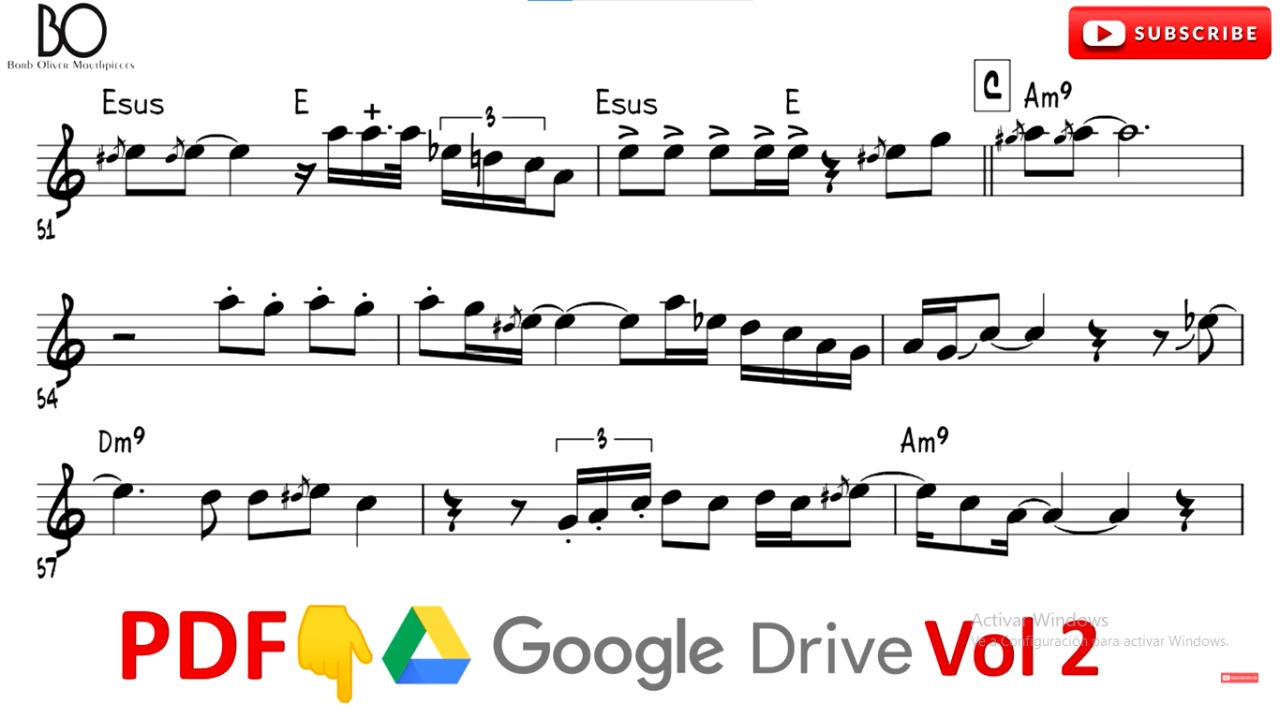 BO
Borb Oliver Mouthpieces
SUBSCRIBE
Esus E + 3 Esus E C Am9
51
54
Dm9 3 Am9
57
PDF Google Drive Vol 2
Activar Windows
Ve a Configuración para activar Windows.